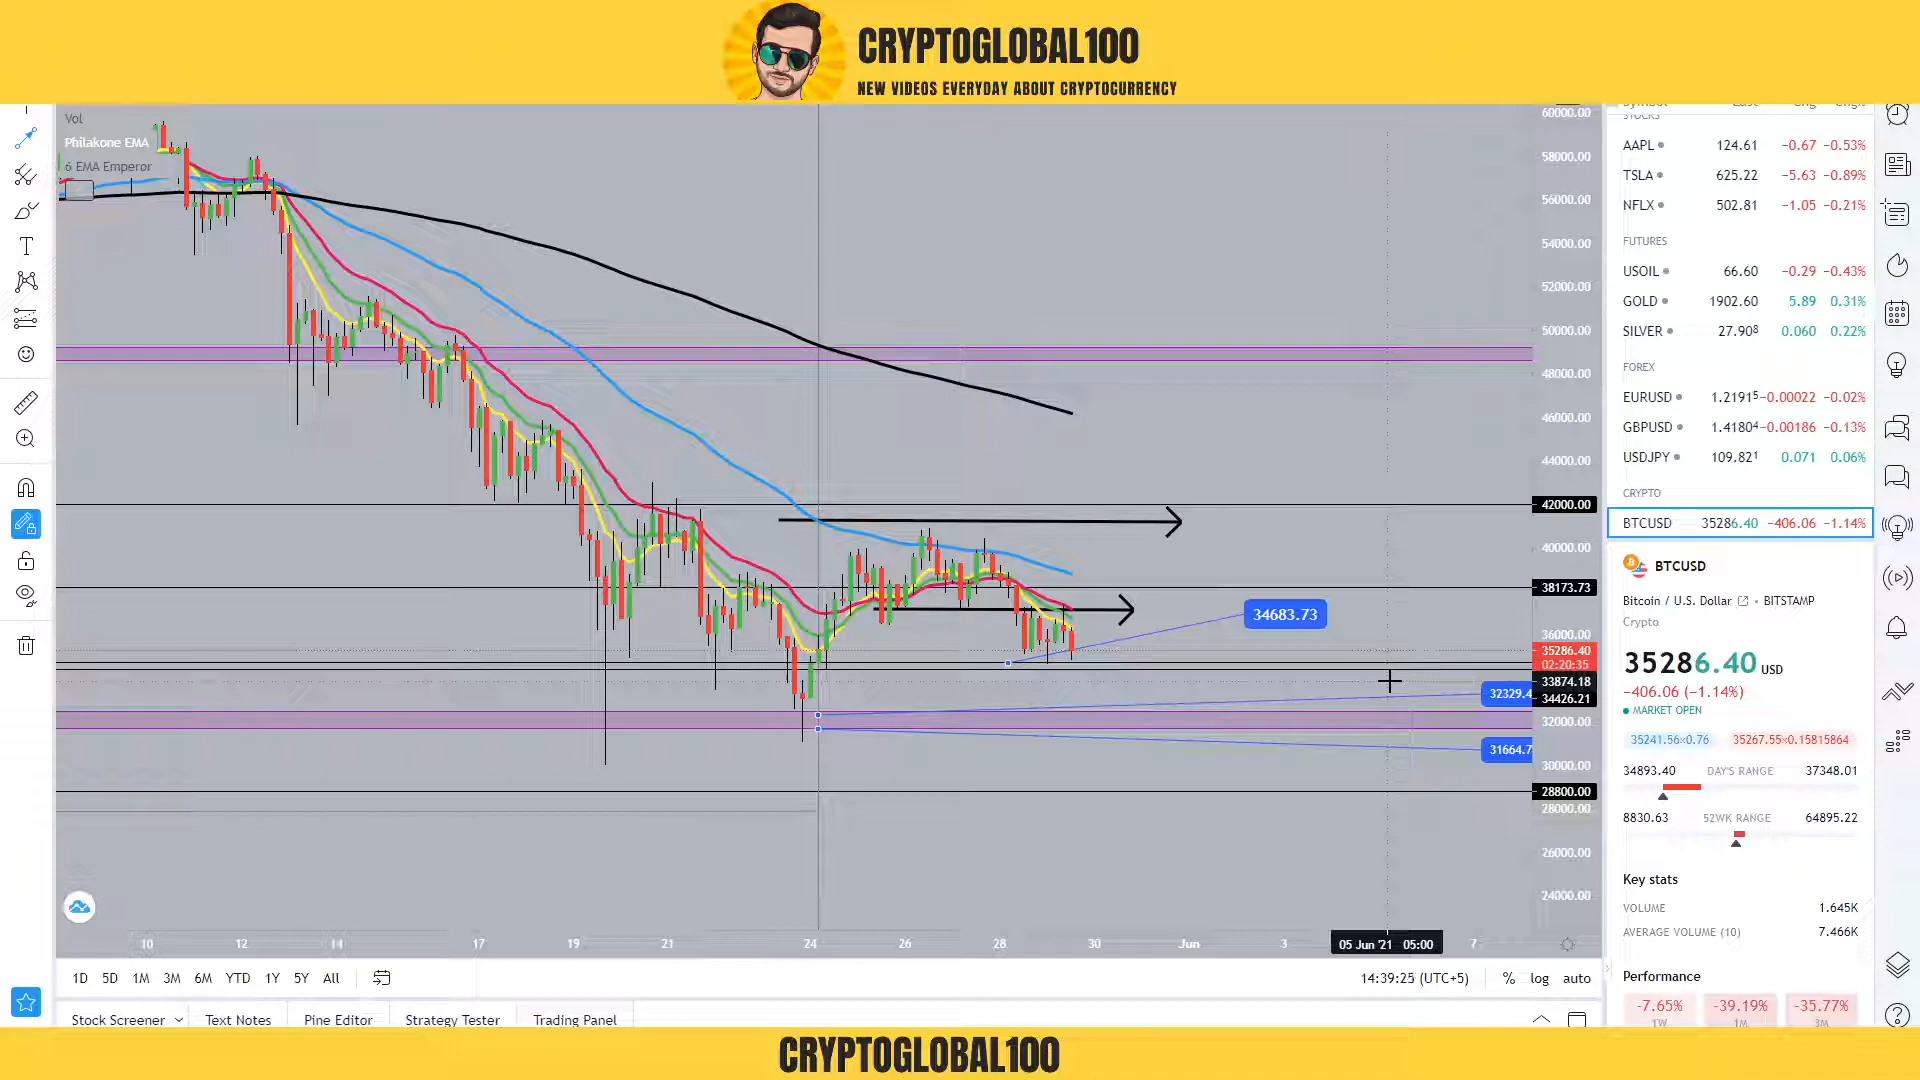 CRYPTOGLOBAL100
NEW VIDEOS EVERYDAY ABOUT CRYPTOCURRENCY
Vol
Philakone EMA
6 EMA Emperor
60000.00
58000.00
56000.00
54000.00
52000.00
50000.00
48000.00
46000.00
44000.00
42000.00
40000.00
38173.73
36000.00
35286.40
02:20:35
33874.18
34426.21
32000.00
30000.00
28800.00
28000.00
26000.00
24000.00
34683.73
32329.4
31664.7
10 12 14 17 19 21 24 26 28 30 Jun 3 05 Jun '21 05:00 7
STOCKS
AAPL 124.61 −0.67 −0.53%
TSLA 625.22 −5.63 −0.89%
NFLX 502.81 −1.05 −0.21%
FUTURES
USOIL 66.60 −0.29 −0.43%
GOLD 1902.60 5.89 0.31%
SILVER 27.908 0.060 0.22%
FOREX
EURUSD 1.21915 −0.00022 −0.02%
GBPUSD 1.41804 −0.00186 −0.13%
USDJPY 109.821 0.071 0.06%
CRYPTO
BTCUSD 35286.40 −406.06 −1.14%
BTCUSD
Bitcoin / U.S. Dollar • BITSTAMP
Crypto
35286.40 USD
−406.06 (−1.14%)
MARKET OPEN
35241.56×0.76 35267.55×0.15815864
34893.40 DAY'S RANGE 37348.01
8830.63 52WK RANGE 64895.22
Key stats
VOLUME 1.645K
AVERAGE VOLUME (10) 7.466K
Performance
-7.65% -39.19% -35.77%
1W 1M 3M
1D 5D 1M 3M 6M YTD 1Y 5Y All
14:39:25 (UTC+5) % log auto
Stock Screener Text Notes Pine Editor Strategy Tester Trading Panel
CRYPTOGLOBAL100